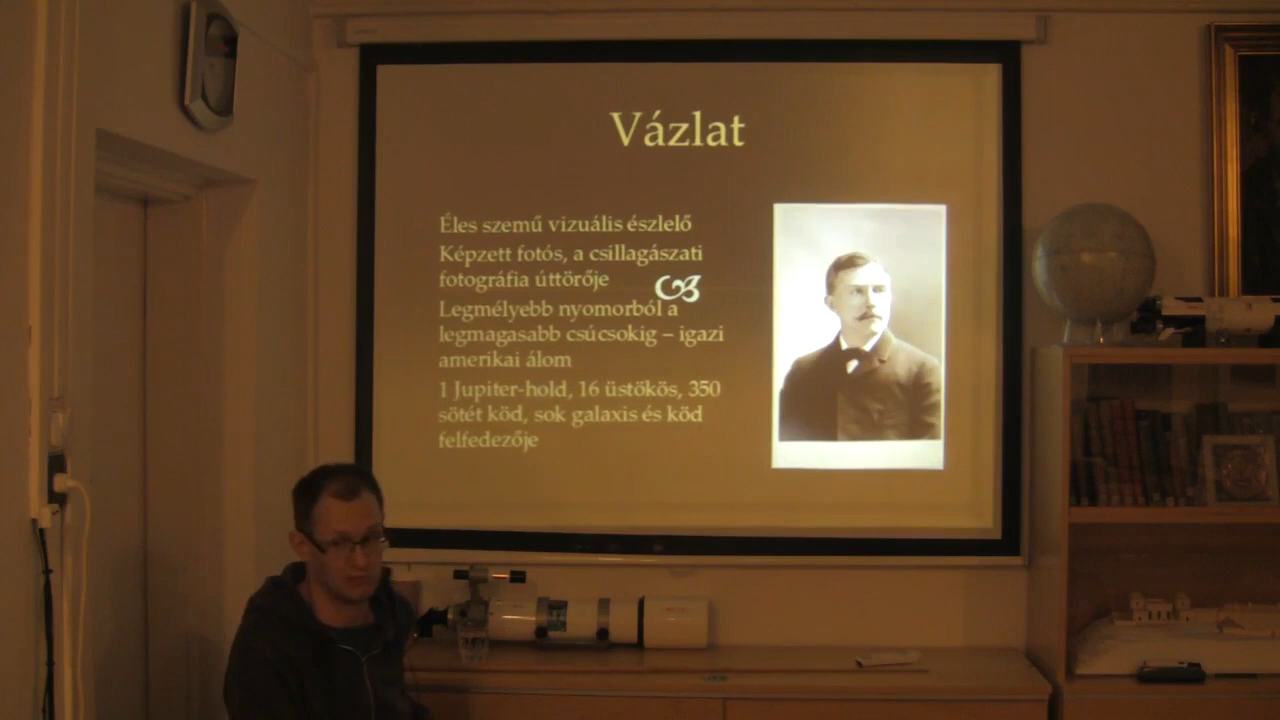 Vázlat
Éles szemű vizuális észlelő
Képzett fotós, a csillagászati
fotográfia úttörője
Legmélyebb nyomorból a
legmagasabb csúcsokig – igazi
amerikai álom
1 Jupiter-hold, 16 üstökös, 350
sötét köd, sok galaxis és köd
felfedezője